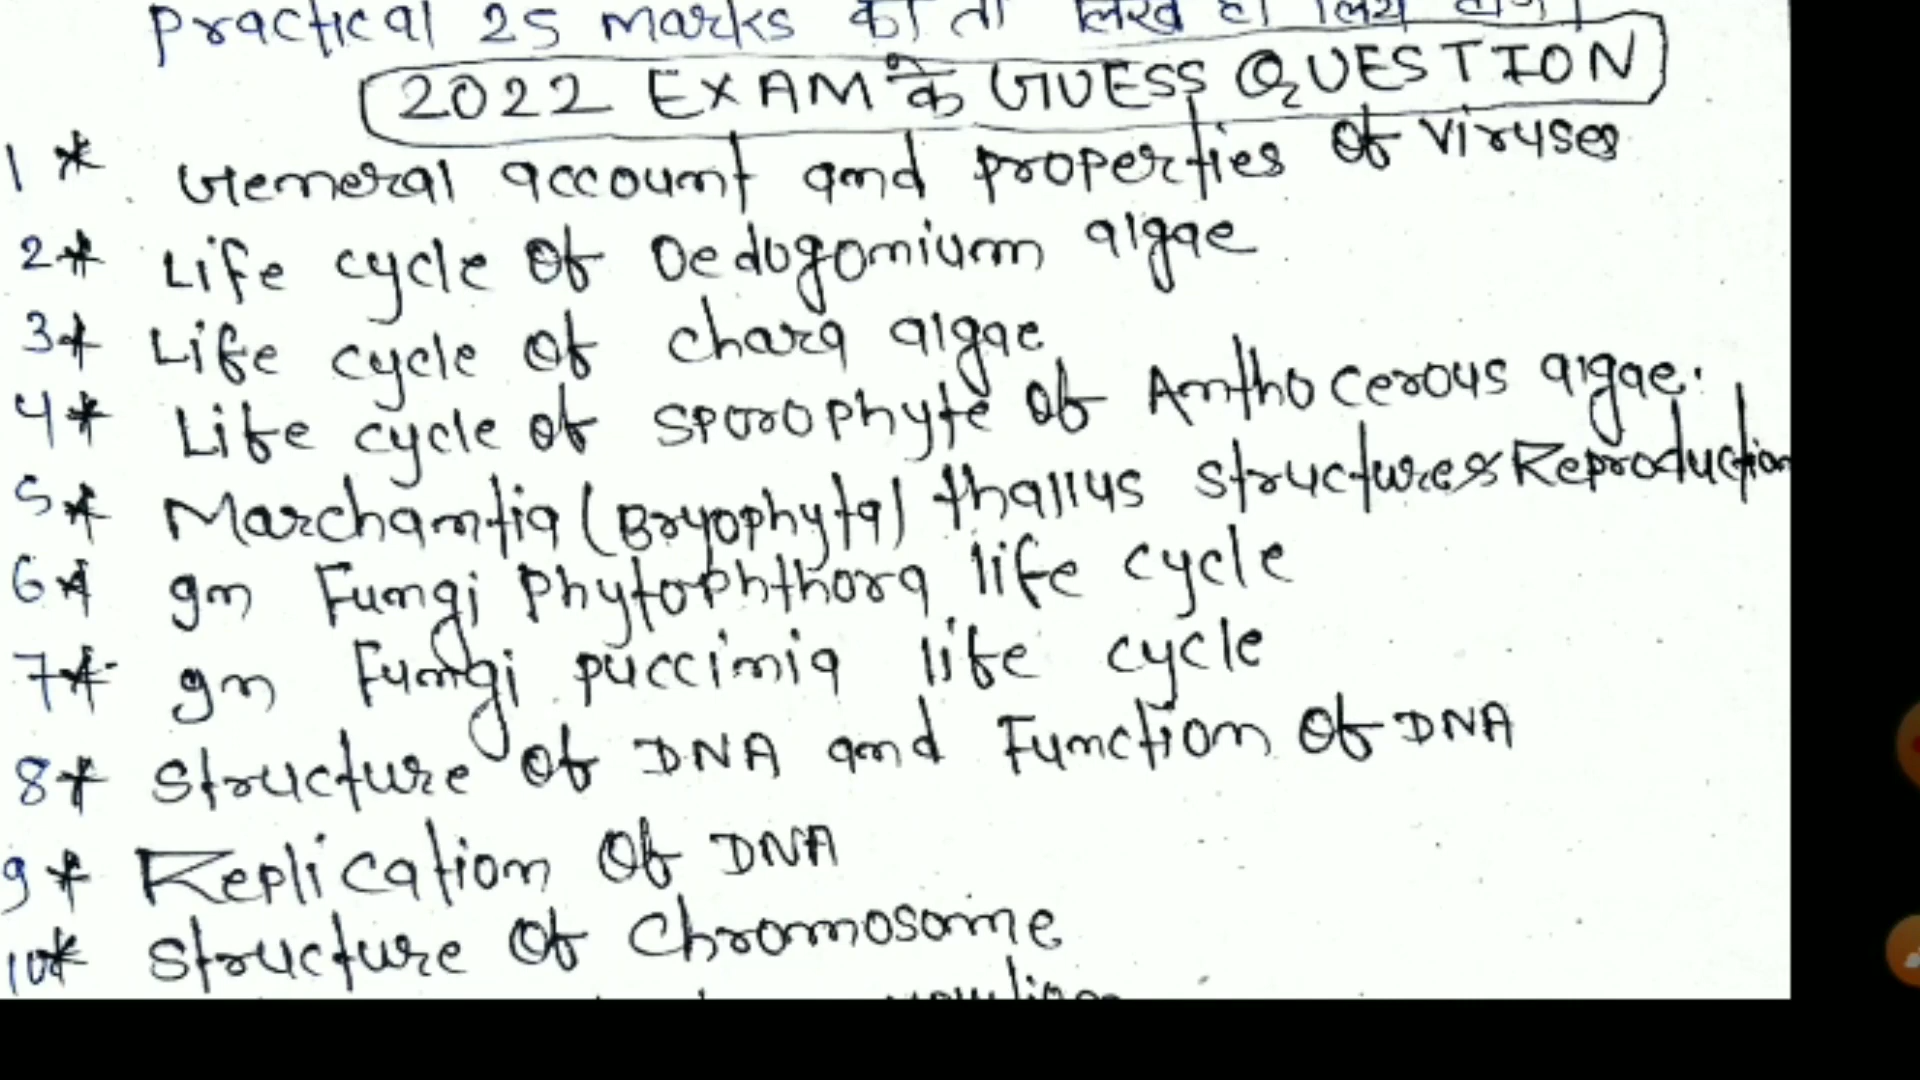 Practical 25 marks का तो लिख ही लिये होंगे।
2022 EXAM के GUESS QUESTION
1* General account and properties of viruses
2* Life cycle of Oedogonium algae
3* Life cycle of chara algae
4* Life cycle of sporophyte of Anthocerous algae.
5* Marchantia (Bryophyta) thallus structure & Reproduction
6* In Fungi Phytophthora life cycle
7* In Fungi puccinia life cycle
8* Structure of DNA and Function of DNA
9* Replication of DNA
10* Structure of Chromosome